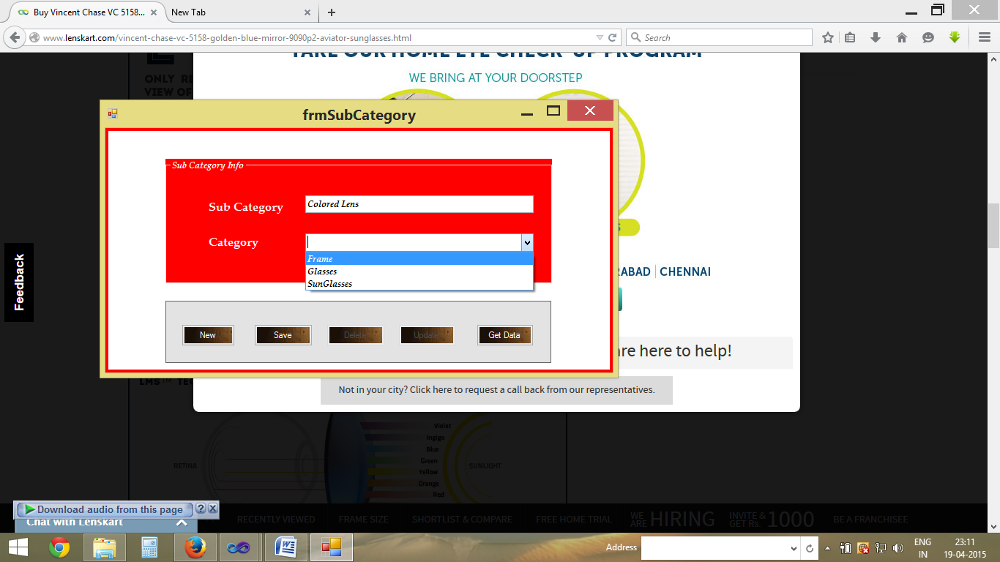 Buy Vincent Chase VC 5158...
New Tab
www.lenskart.com/vincent-chase-vc-5158-golden-blue-mirror-9090p2-aviator-sunglasses.html
Search
TAKE OUR HOME EYE CHECK-UP PROGRAM
WE BRING AT YOUR DOORSTEP
ONLY RE
VIEW OF
frmSubCategory
Sub Category Info
Sub Category
Colored Lens
Category
Frame
Glasses
SunGlasses
S
RABAD | CHENNAI
Feedback
New
Save
Delete
Update
Get Data
are here to help!
LMS™ TEC
Not in your city? Click here to request a call back from our representatives.
Violet
Ingigo
Blue
Green
Yellow
Orange
Red
RETINA
SUNLIGHT
Download audio from this page
Chat with Lenskart
RECENTLY VIEWED
FRAME SIZE
SHORTLIST & COMPARE
FREE HOME TRIAL
WE ARE HIRING
INVITE & GET Rs. 1000
BE A FRANCHISEE
Address
ENG
IN
23:11
19-04-2015